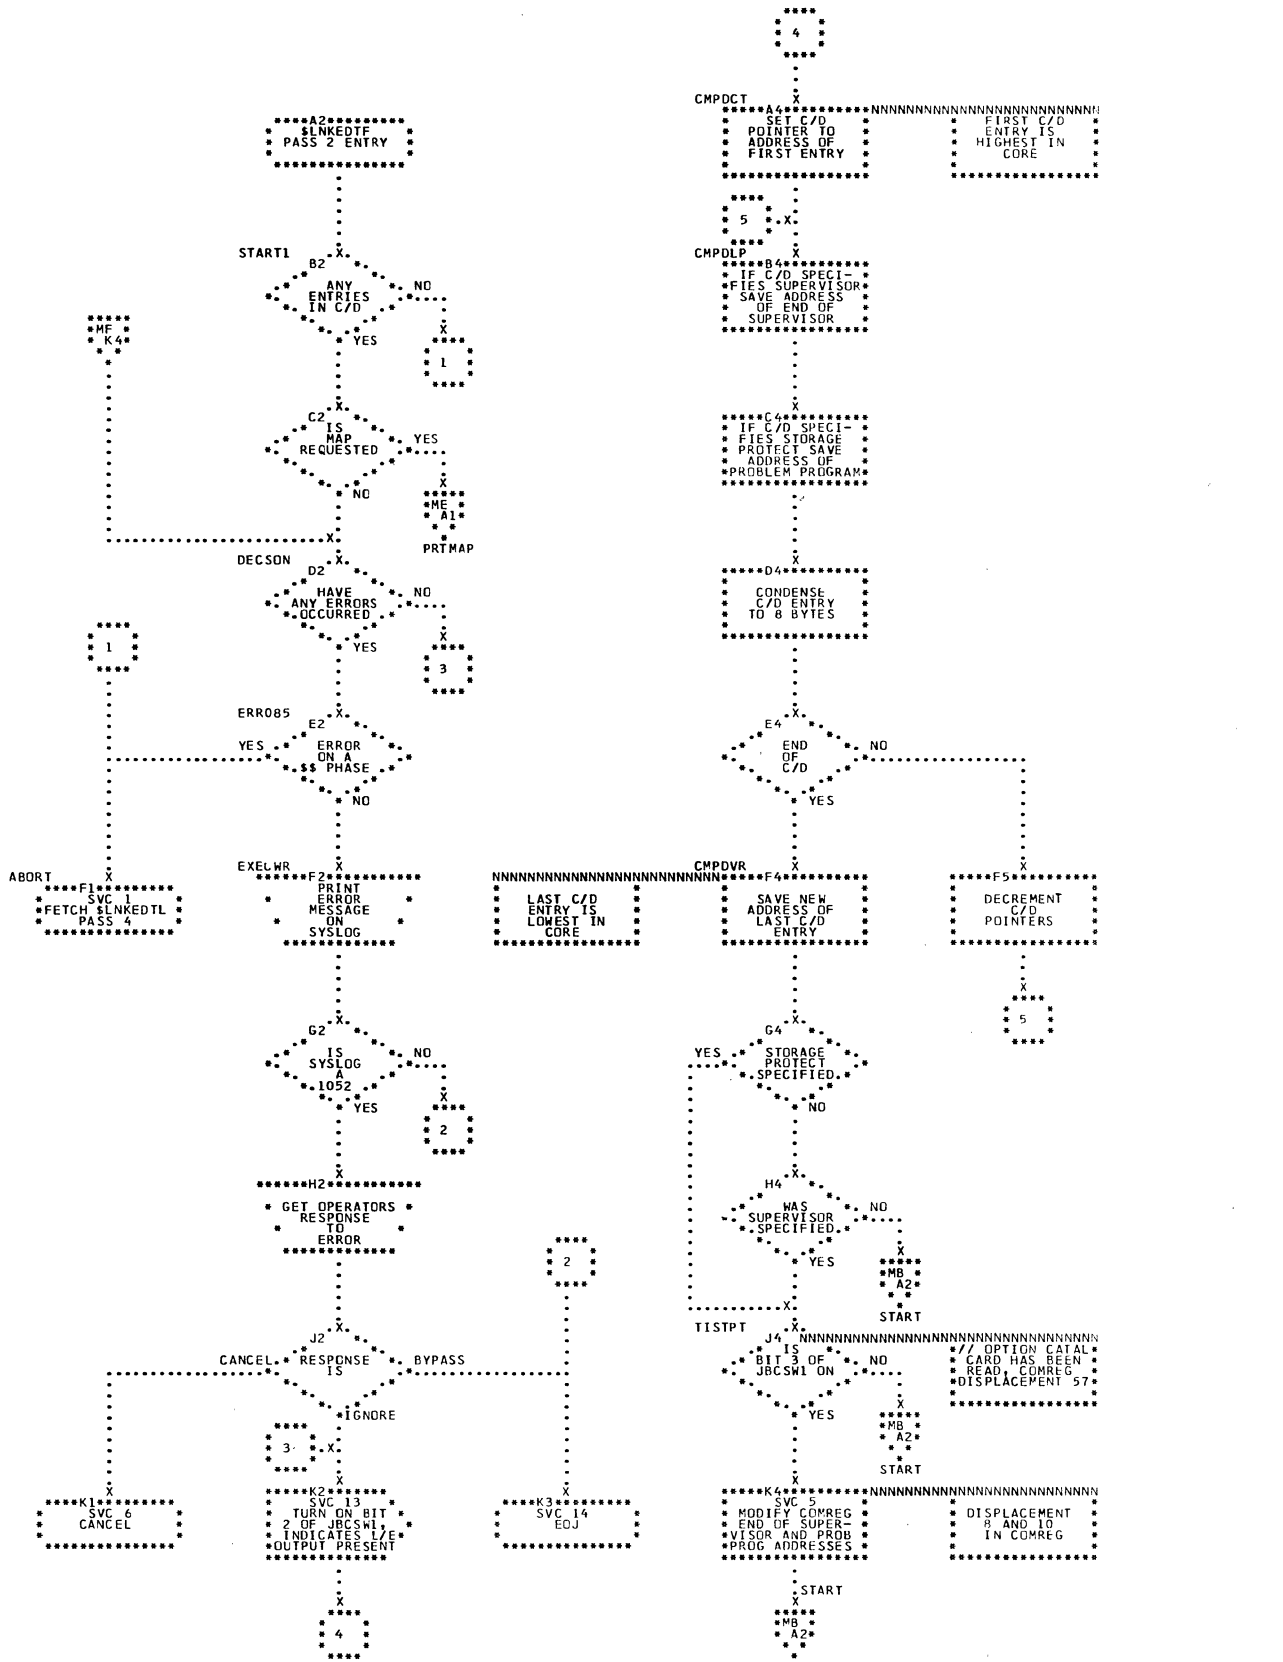 A2
$LNKEDTF
PASS 2 ENTRY
START1
B2
ANY
ENTRIES
IN C/D
NO
YES
1
MF
K4
C2
IS
MAP
REQUESTED
YES
NO
ME
A1
PRTMAP
DECSON
D2
HAVE
ANY ERRORS
OCCURRED
NO
YES
3
1
ERR085
E2
ERROR
ON A
$$ PHASE
YES
NO
ABORT
F1
SVC 1
FETCH $LNKEDTL
PASS 4
EXECWR
F2
PRINT
ERROR
MESSAGE
ON
SYSLOG
G2
IS
SYSLOG
A
1052
NO
YES
2
H2
GET OPERATORS
RESPONSE
TO
ERROR
2
J2
RESPONSE
IS
CANCEL
BYPASS
IGNORE
3
K1
SVC 6
CANCEL
K2
SVC 13
TURN ON BIT
2 OF JBCSW1,
INDICATES L/E
OUTPUT PRESENT
K3
SVC 14
EOJ
4
4
CMPDCT
A4
SET C/D
POINTER TO
ADDRESS OF
FIRST ENTRY
FIRST C/D
ENTRY IS
HIGHEST IN
CORE
5
CMPDLP
B4
IF C/D SPECI-
FIES SUPERVISOR
SAVE ADDRESS
OF END OF
SUPERVISOR
C4
IF C/D SPECI-
FIES STORAGE
PROTECT SAVE
ADDRESS OF
PROBLEM PROGRAM
D4
CONDENSE
C/D ENTRY
TO 8 BYTES
E4
END
OF
C/D
NO
YES
LAST C/D
ENTRY IS
LOWEST IN
CORE
CMPDVR
F4
SAVE NEW
ADDRESS OF
LAST C/D
ENTRY
F5
DECREMENT
C/D
POINTERS
5
G4
STORAGE
PROTECT
SPECIFIED
YES
NO
H4
WAS
SUPERVISOR
SPECIFIED
NO
YES
MB
A2
START
TISTPT
J4
IS
BIT 3 OF
JBCSW1 ON
NO
YES
// OPTION CATAL
CARD HAS BEEN
READ, COMREG
DISPLACEMENT 57
MB
A2
START
K4
SVC 5
MODIFY COMREG
END OF SUPER-
VISOR AND PROB
PROG ADDRESSES
DISPLACEMENT
8 AND 10
IN COMREG
START
MB
A2